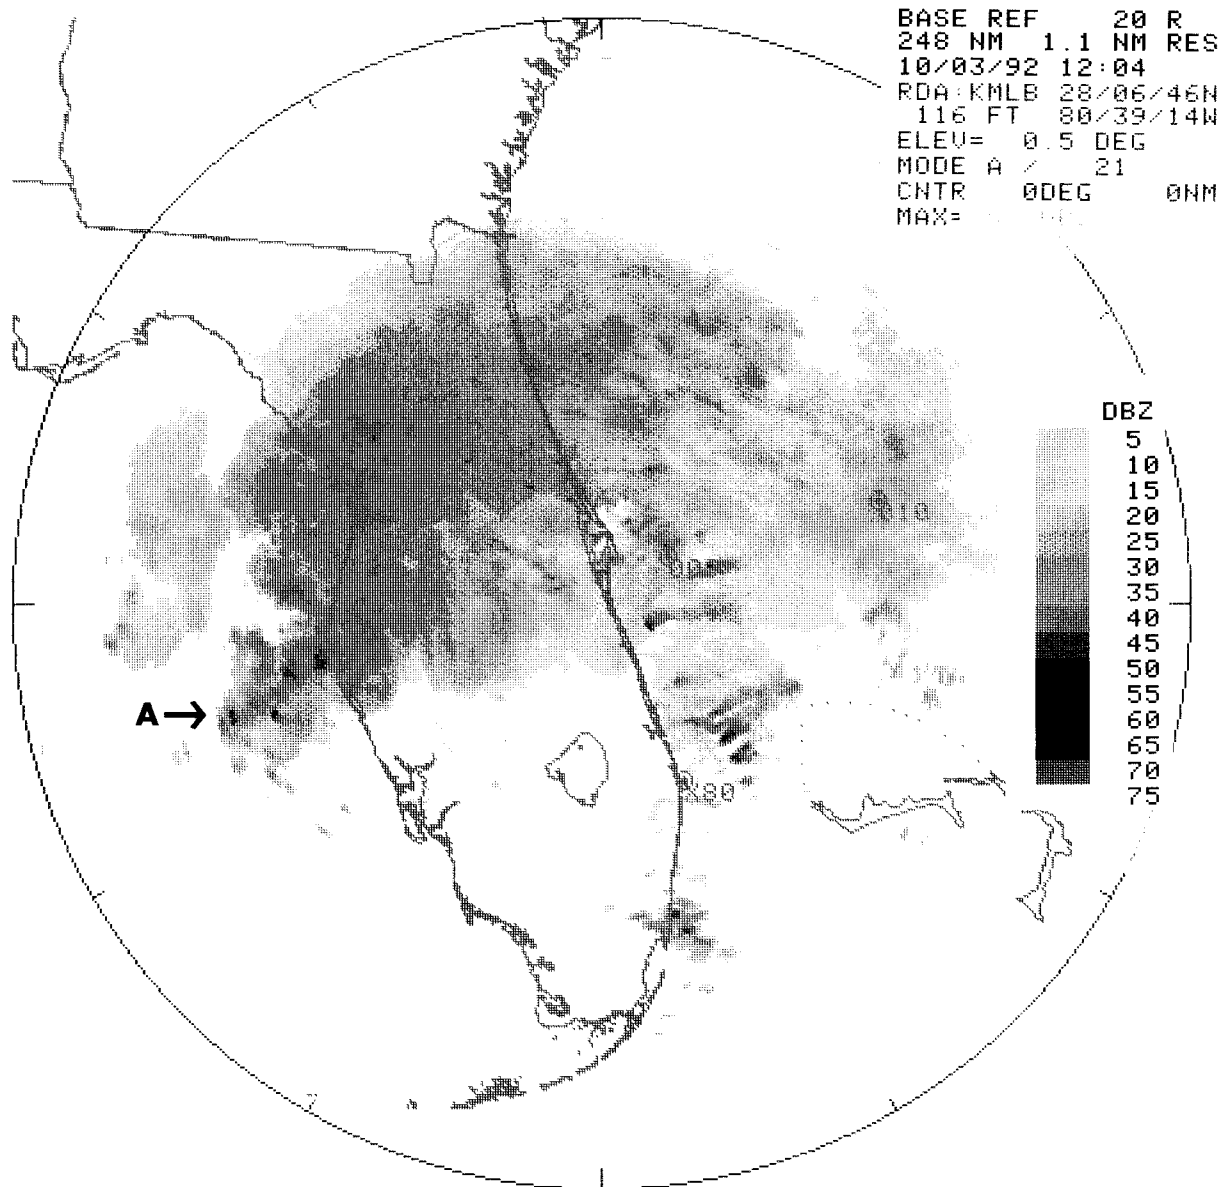 BASE REF 20 R
248 NM 1.1 NM RES
10/03/92 12:04
RDA:KMLB 28/06/46N
116 FT 80/39/14W
ELEV= 0.5 DEG
MODE A / 21
CNTR 0DEG 0NM
MAX=
DBZ
5
10
15
20
25
30
35
40
45
50
55
60
65
70
75
A